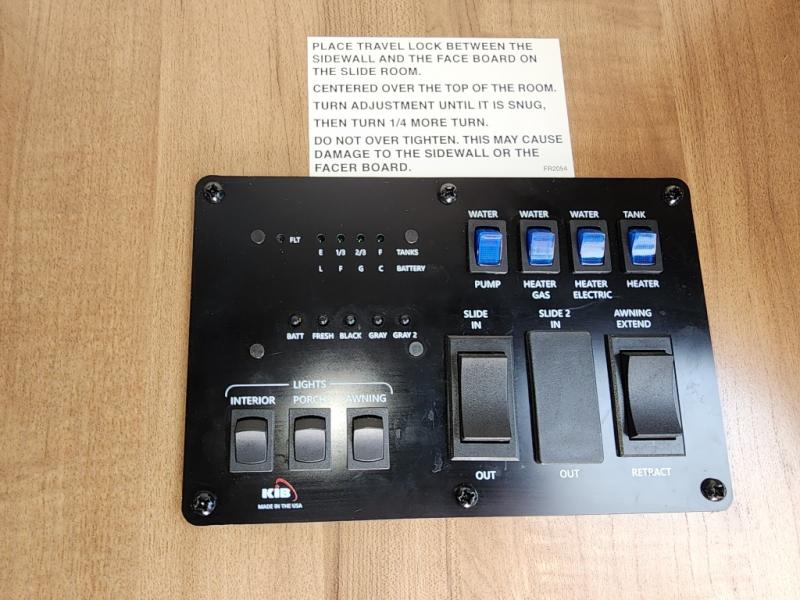 PLACE TRAVEL LOCK BETWEEN THE
SIDEWALL AND THE FACE BOARD ON
THE SLIDE ROOM.
CENTERED OVER THE TOP OF THE ROOM.
TURN ADJUSTMENT UNTIL IT IS SNUG,
THEN TURN 1/4 MORE TURN.
DO NOT OVER TIGHTEN. THIS MAY CAUSE
DAMAGE TO THE SIDEWALL OR THE
FACER BOARD.
FR2054
WATER WATER WATER TANK
FLT
E 1/3 2/3 F TANKS
L F G C BATTERY
PUMP HEATER HEATER HEATER
GAS ELECTRIC
SLIDE SLIDE 2 AWNING
IN IN EXTEND
BATT FRESH BLACK GRAY GRAY 2
LIGHTS
INTERIOR PORCH AWNING
OUT OUT RETRACT
KIB
MADE IN THE USA